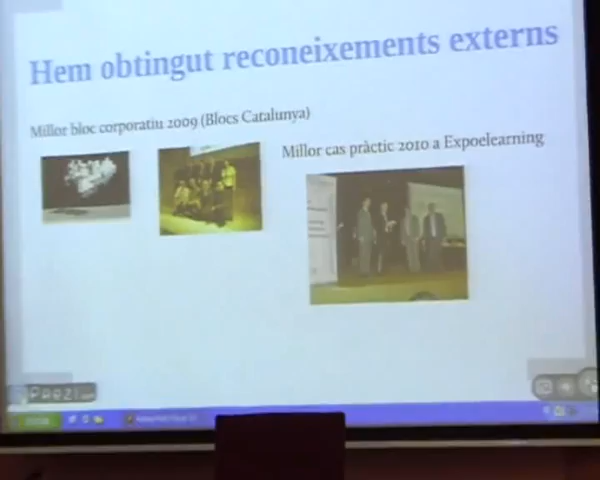 Hem obtingut reconeixements externs
Millor bloc corporatiu 2009 (Blocs Catalunya)
Millor cas pràctic 2010 a Expoelearning
Prezi